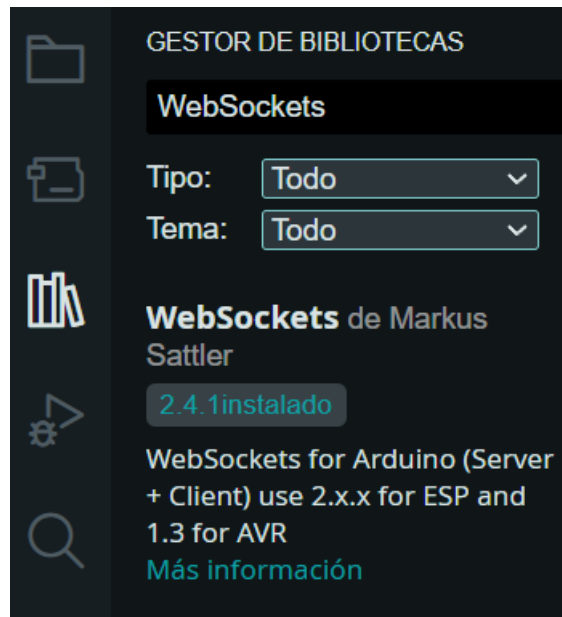 GESTOR DE BIBLIOTECAS
WebSockets
Tipo: Todo
Tema: Todo
WebSockets de Markus
Sattler
2.4.1instalado
WebSockets for Arduino (Server
+ Client) use 2.x.x for ESP and
1.3 for AVR
Más información